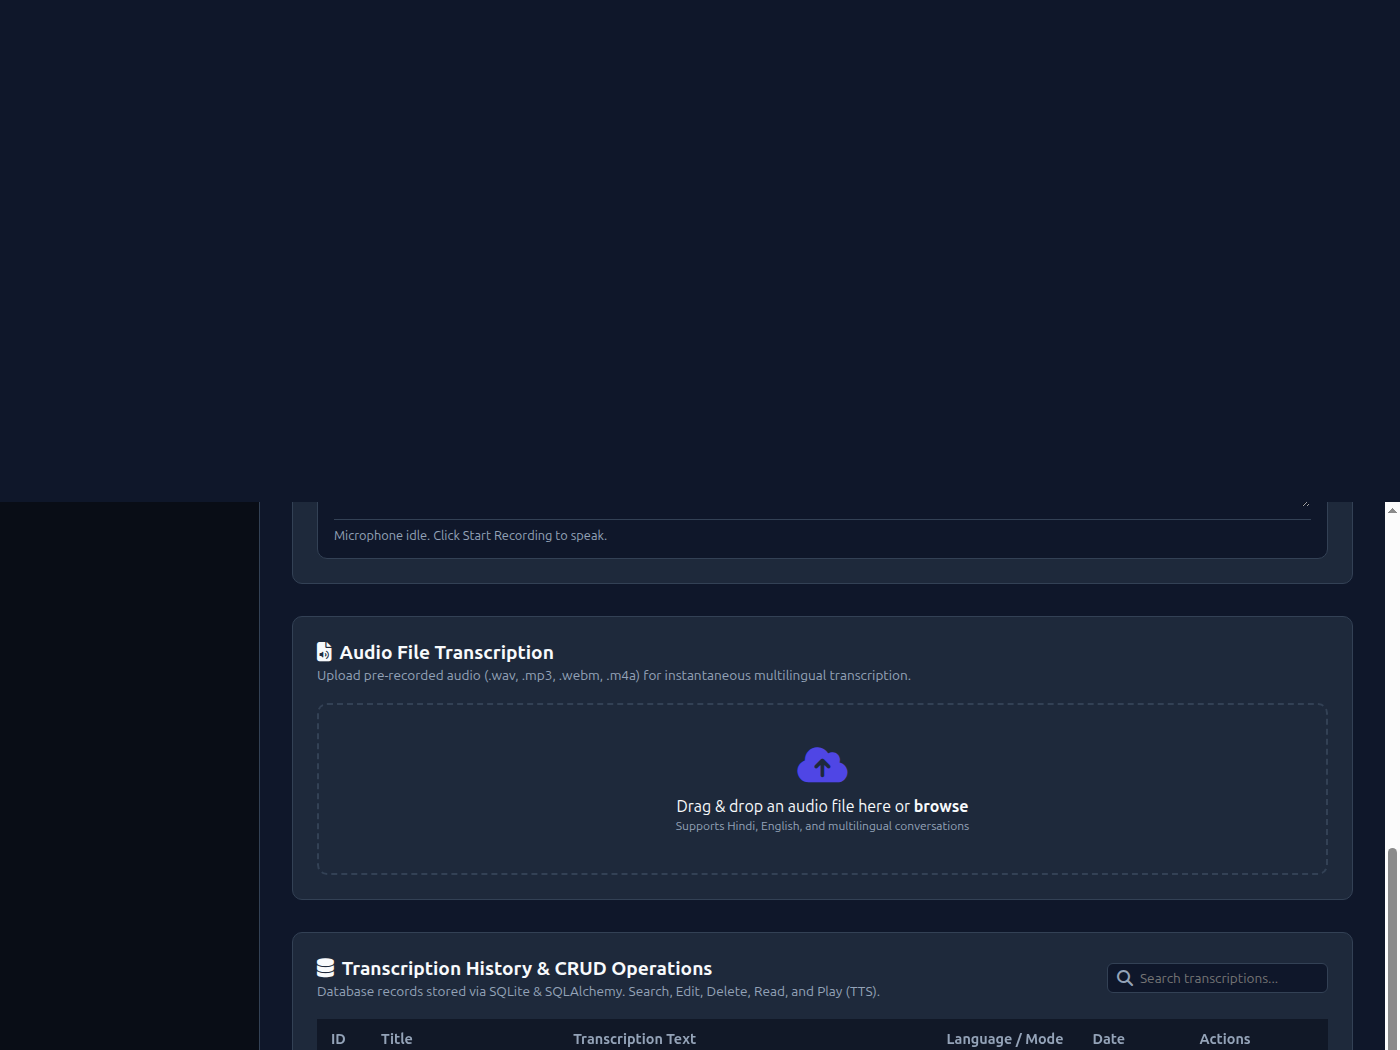 Microphone idle. Click Start Recording to speak.
Audio File Transcription
Upload pre-recorded audio (.wav, .mp3, .webm, .m4a) for instantaneous multilingual transcription.
Drag & drop an audio file here or browse
Supports Hindi, English, and multilingual conversations
Transcription History & CRUD Operations
Database records stored via SQLite & SQLAlchemy. Search, Edit, Delete, Read, and Play (TTS).
Search transcriptions...
ID Title Transcription Text Language / Mode Date Actions